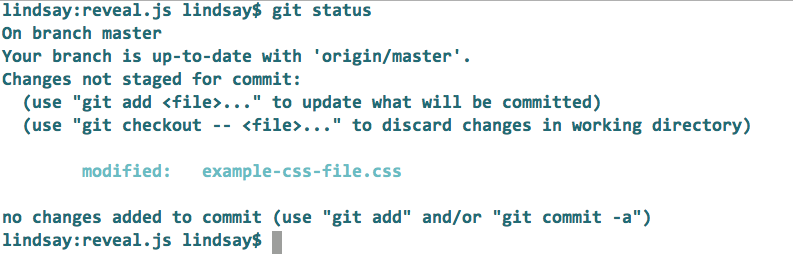 lindsay:reveal.js lindsay$ git status
On branch master
Your branch is up-to-date with 'origin/master'.
Changes not staged for commit:
  (use "git add <file>..." to update what will be committed)
  (use "git checkout -- <file>..." to discard changes in working directory)

        modified:   example-css-file.css

no changes added to commit (use "git add" and/or "git commit -a")
lindsay:reveal.js lindsay$